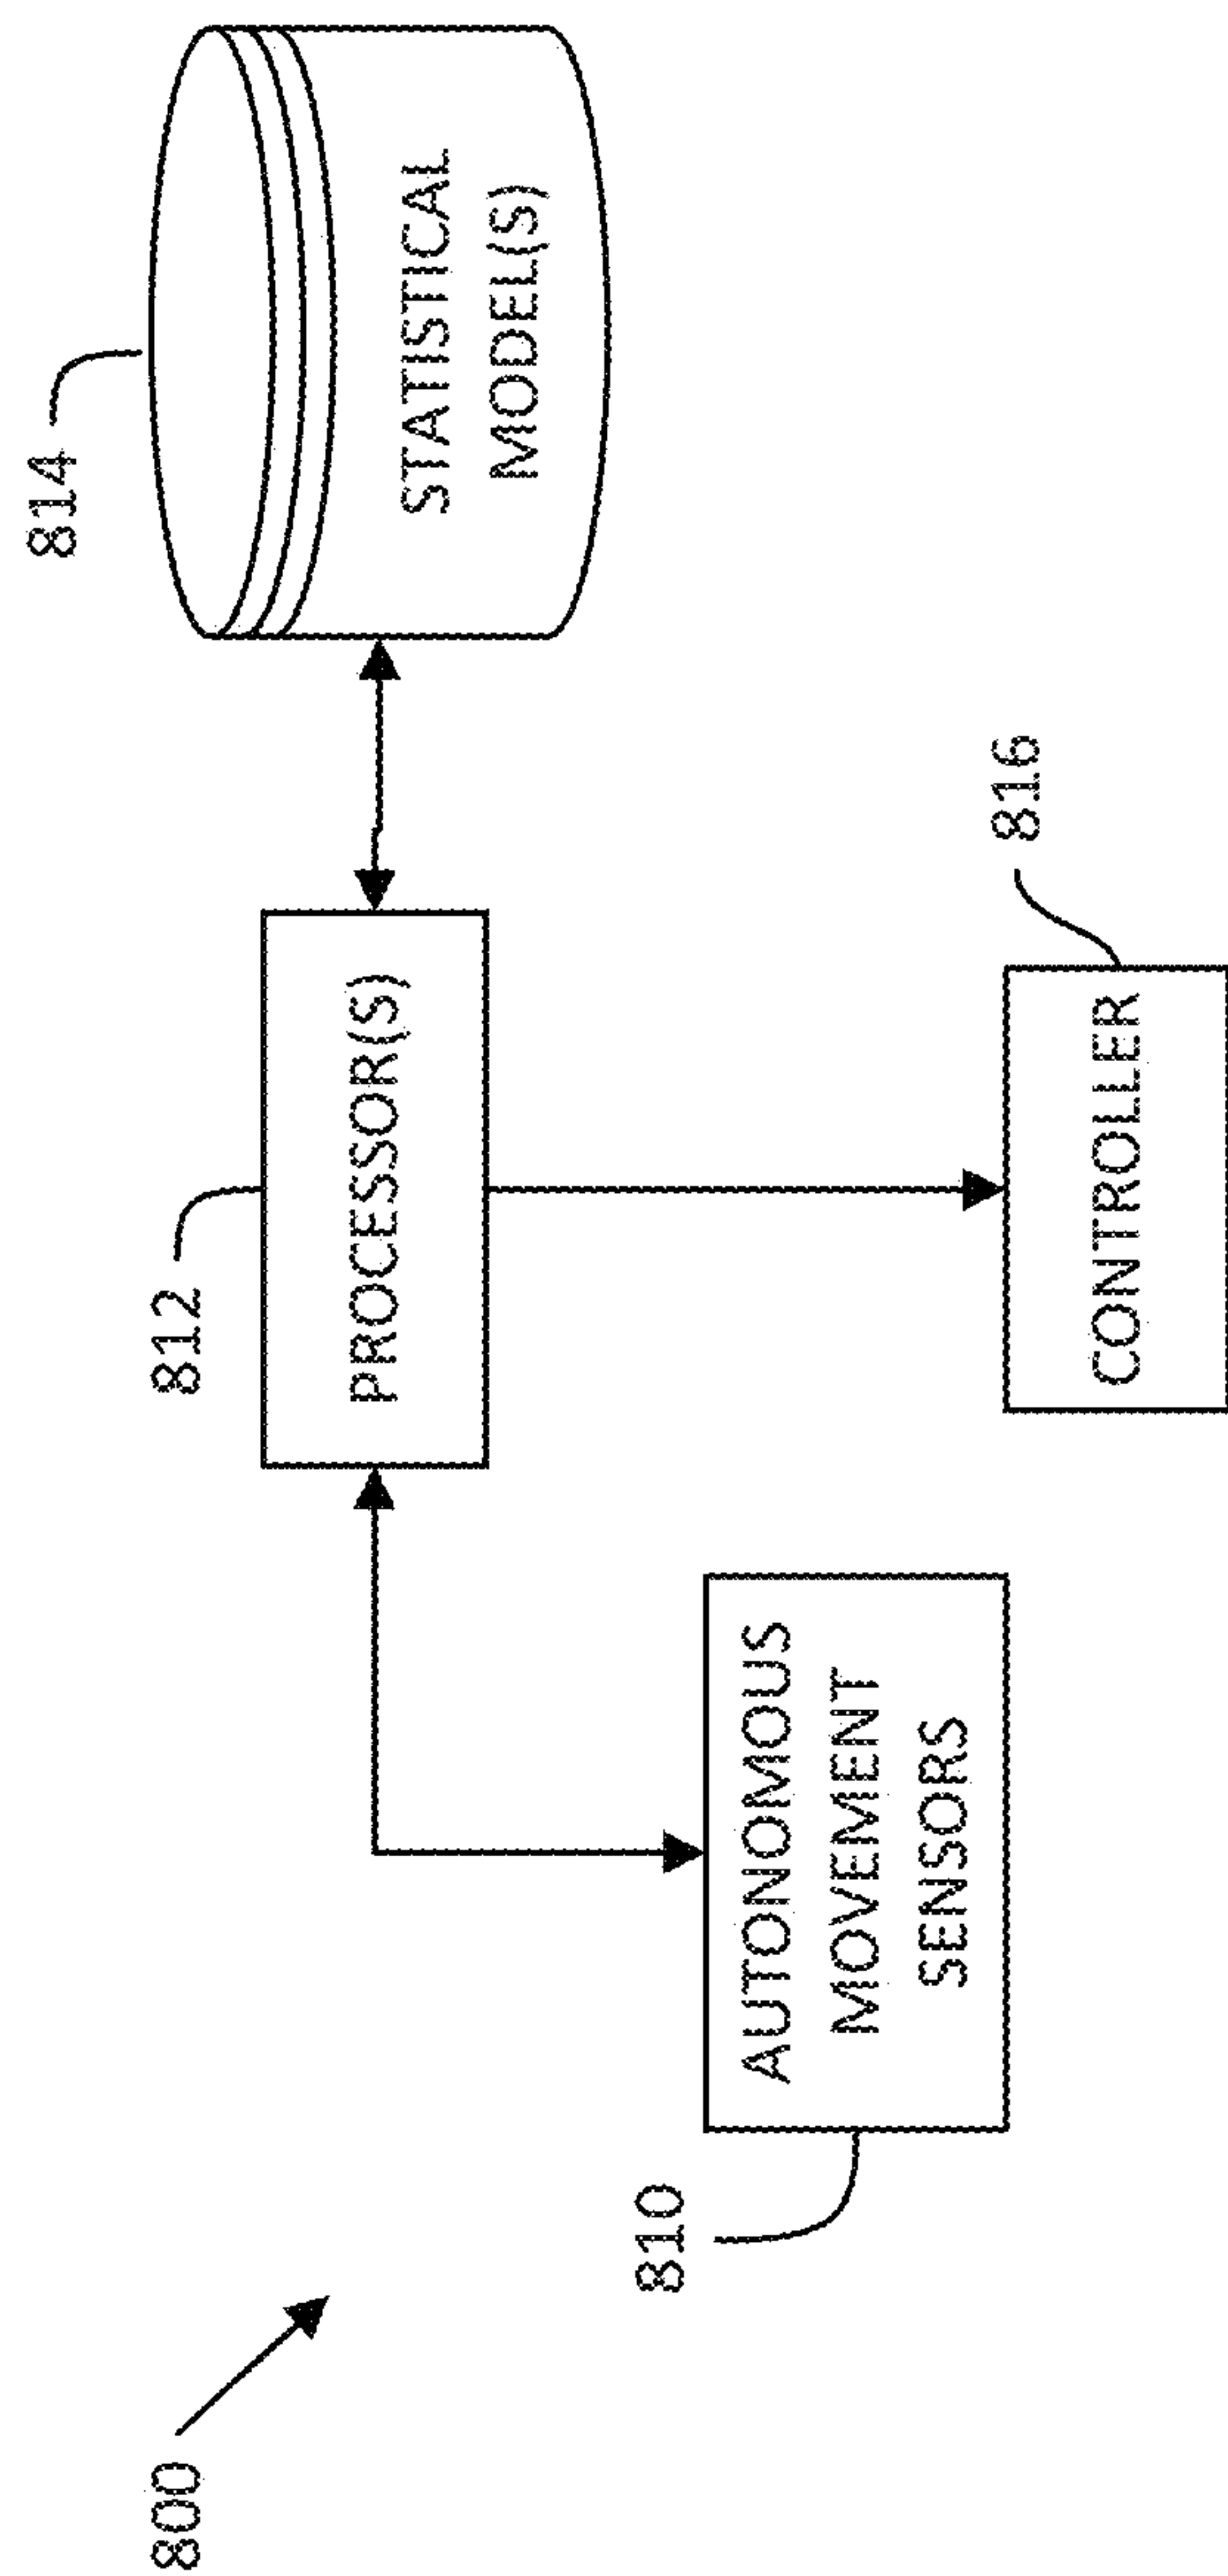 800
810
AUTONOMOUS
MOVEMENT
SENSORS
812
PROCESSOR(S)
814
STATISTICAL
MODEL(S)
816
CONTROLLER